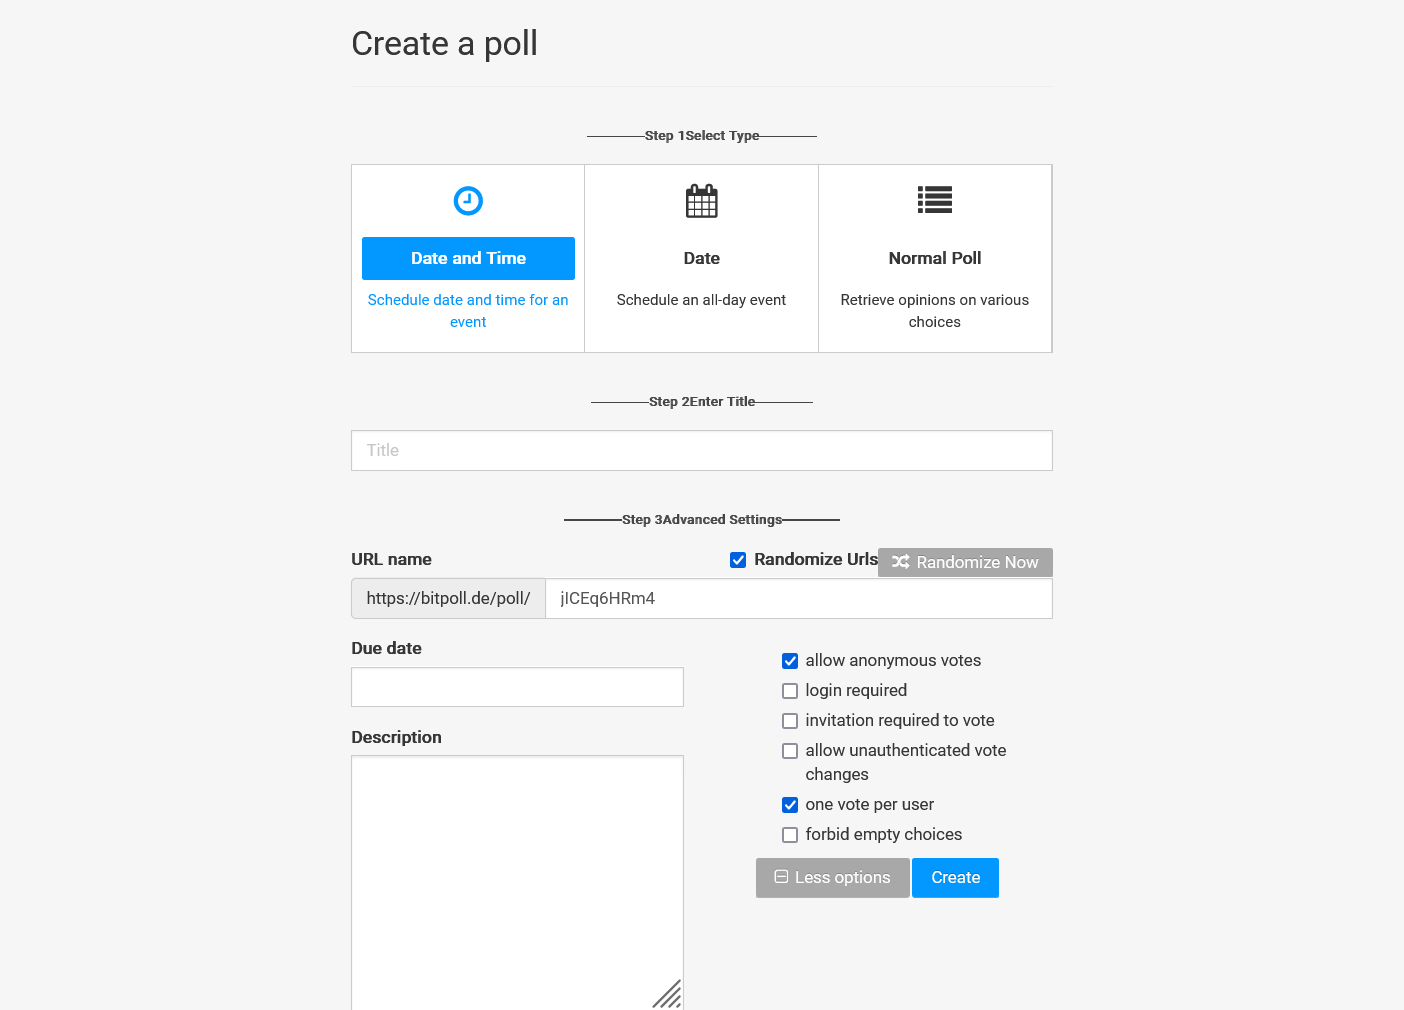 Create a poll
Step 1Select Type
Date and Time
Schedule date and time for an
event
Date
Schedule an all-day event
Normal Poll
Retrieve opinions on various
choices
Step 2Enter Title
Title
Step 3Advanced Settings
URL name
Randomize Urls
Randomize Now
https://bitpoll.de/poll/
jlCEq6HRm4
Due date
Description
allow anonymous votes
login required
invitation required to vote
allow unauthenticated vote
changes
one vote per user
forbid empty choices
Less options
Create